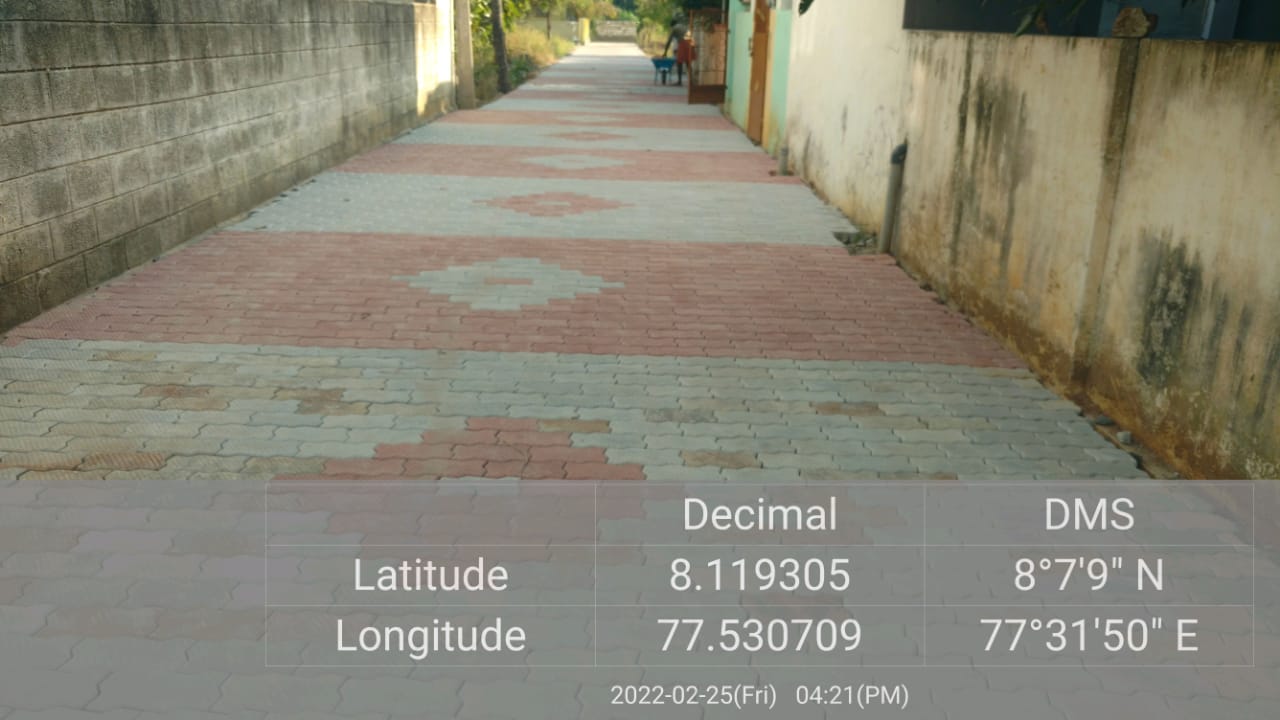 Decimal DMS
Latitude 8.119305 8°7'9" N
Longitude 77.530709 77°31'50" E
2022-02-25(Fri) 04:21(PM)